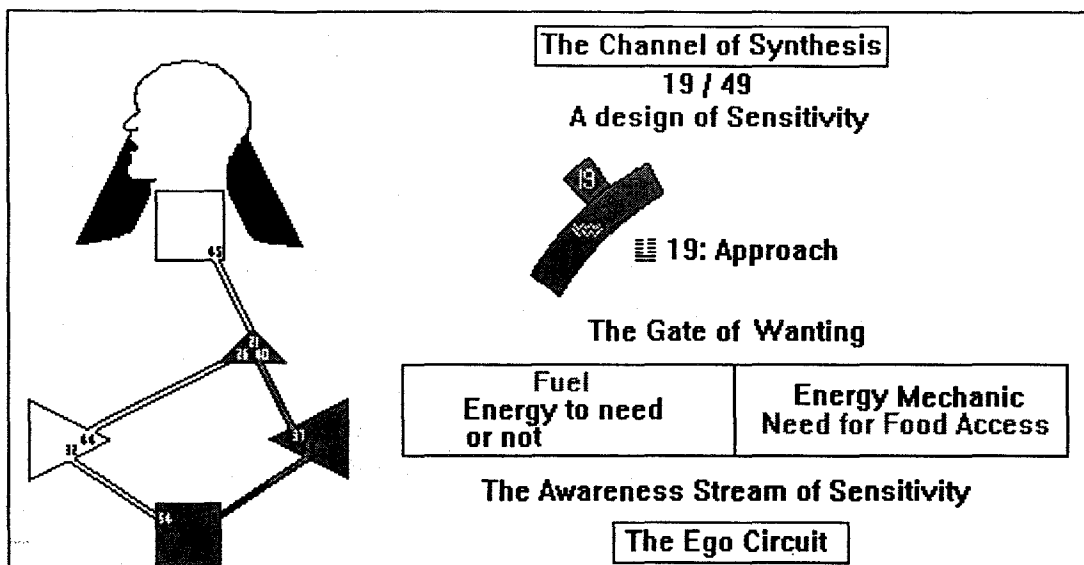 The Channel of Synthesis
19 / 49
A design of Sensitivity
19
19: Approach
The Gate of Wanting
Fuel
Energy to need
or not
Energy Mechanic
Need for Food Access
The Awareness Stream of Sensitivity
The Ego Circuit
45
21
26 40
44
32
37
54